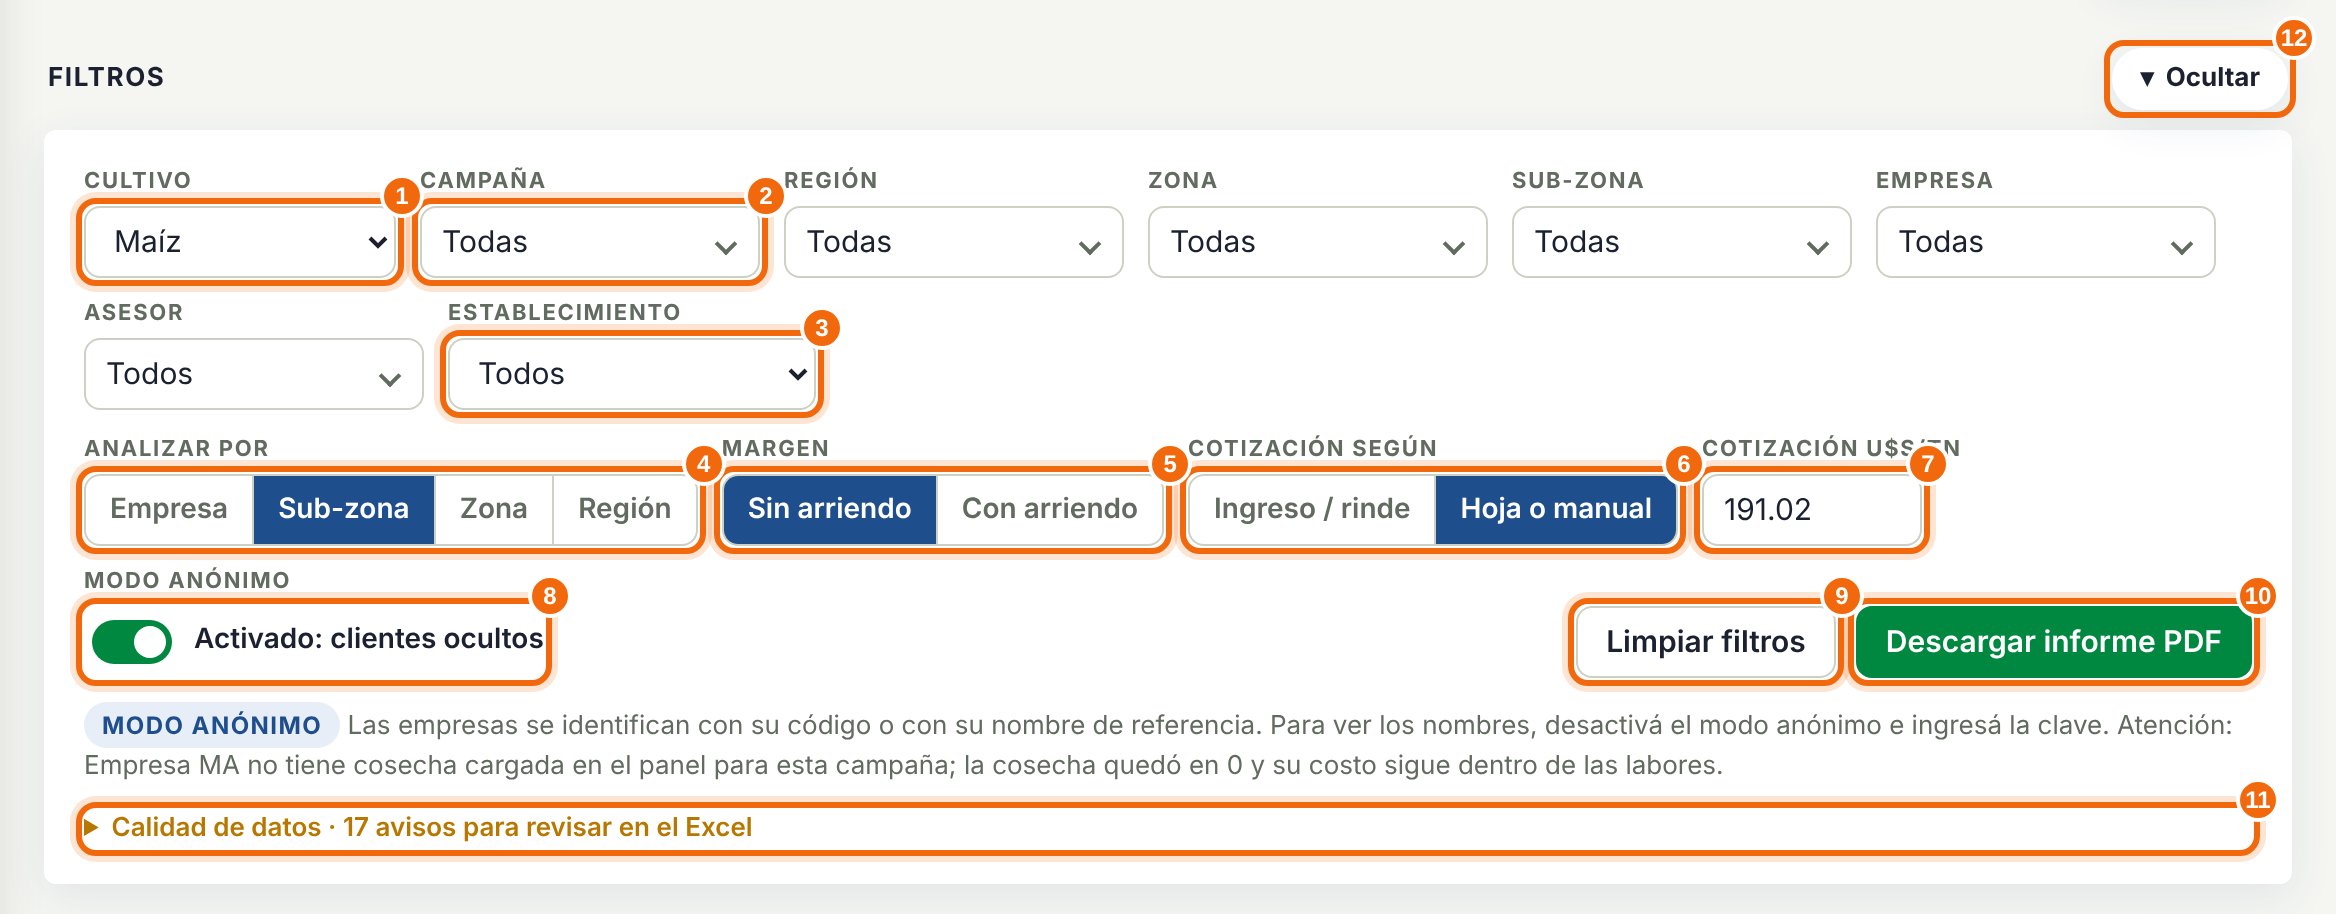 FILTROS
12
▼ Ocultar
CULTIVO
1
CAMPAÑA
2
REGIÓN
ZONA
SUB-ZONA
EMPRESA
Maíz
Todas
Todas
Todas
Todas
Todas
ASESOR
ESTABLECIMIENTO
3
Todos
Todos
ANALIZAR POR
4
MARGEN
5
COTIZACIÓN SEGÚN
6
COTIZACIÓN U$S/TN
7
Empresa
Sub-zona
Zona
Región
Sin arriendo
Con arriendo
Ingreso / rinde
Hoja o manual
191.02
MODO ANÓNIMO
8
9
10
Activado: clientes ocultos
Limpiar filtros
Descargar informe PDF
MODO ANÓNIMO Las empresas se identifican con su código o con su nombre de referencia. Para ver los nombres, desactivá el modo anónimo e ingresá la clave. Atención:
Empresa MA no tiene cosecha cargada en el panel para esta campaña; la cosecha quedó en 0 y su costo sigue dentro de las labores.
11
▶ Calidad de datos · 17 avisos para revisar en el Excel